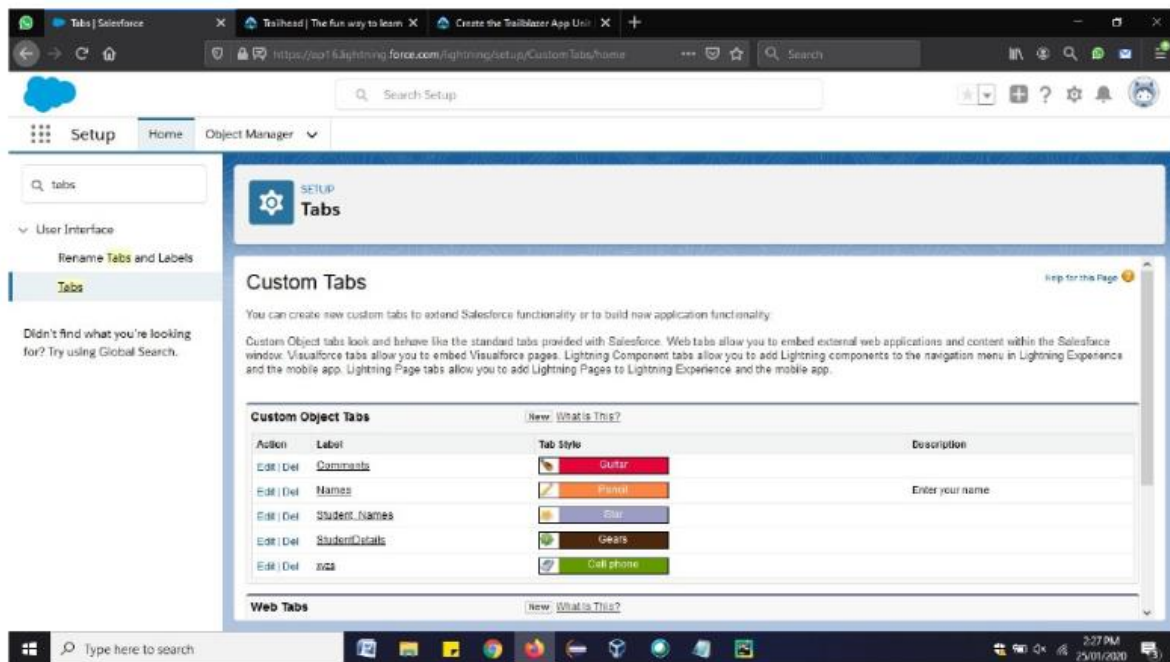 Tabs | Salesforce
Trailhead | The fun way to learn
Create the Trailblazer App Unit
lightning.force.com/lightning/setup/CustomTabs/home
Search
Search Setup
Setup
Home
Object Manager
tabs
User Interface
Rename Tabs and Labels
Tabs
Didn't find what you're looking
for? Try using Global Search.
SETUP
Tabs
Custom Tabs
Help for this Page
You can create new custom tabs to extend Salesforce functionality or to build new application functionality.
Custom Object tabs look and behave like the standard tabs provided with Salesforce. Web tabs allow you to embed external web applications and content within the Salesforce
window. Visualforce tabs allow you to embed Visualforce pages. Lightning Component tabs allow you to add Lightning components to the navigation menu in Lightning Experience
and the mobile app. Lightning Page tabs allow you to add Lightning Pages to Lightning Experience and the mobile app.
Custom Object Tabs New What Is This?
Action Label Tab Style Description
Edit | Del Comments Guitar
Edit | Del Names Pencil Enter your name
Edit | Del Student_Names Star
Edit | Del StudentDetails Gears
Edit | Del Cell phone
Web Tabs New What Is This?
Type here to search
2:27 PM
25/01/2020